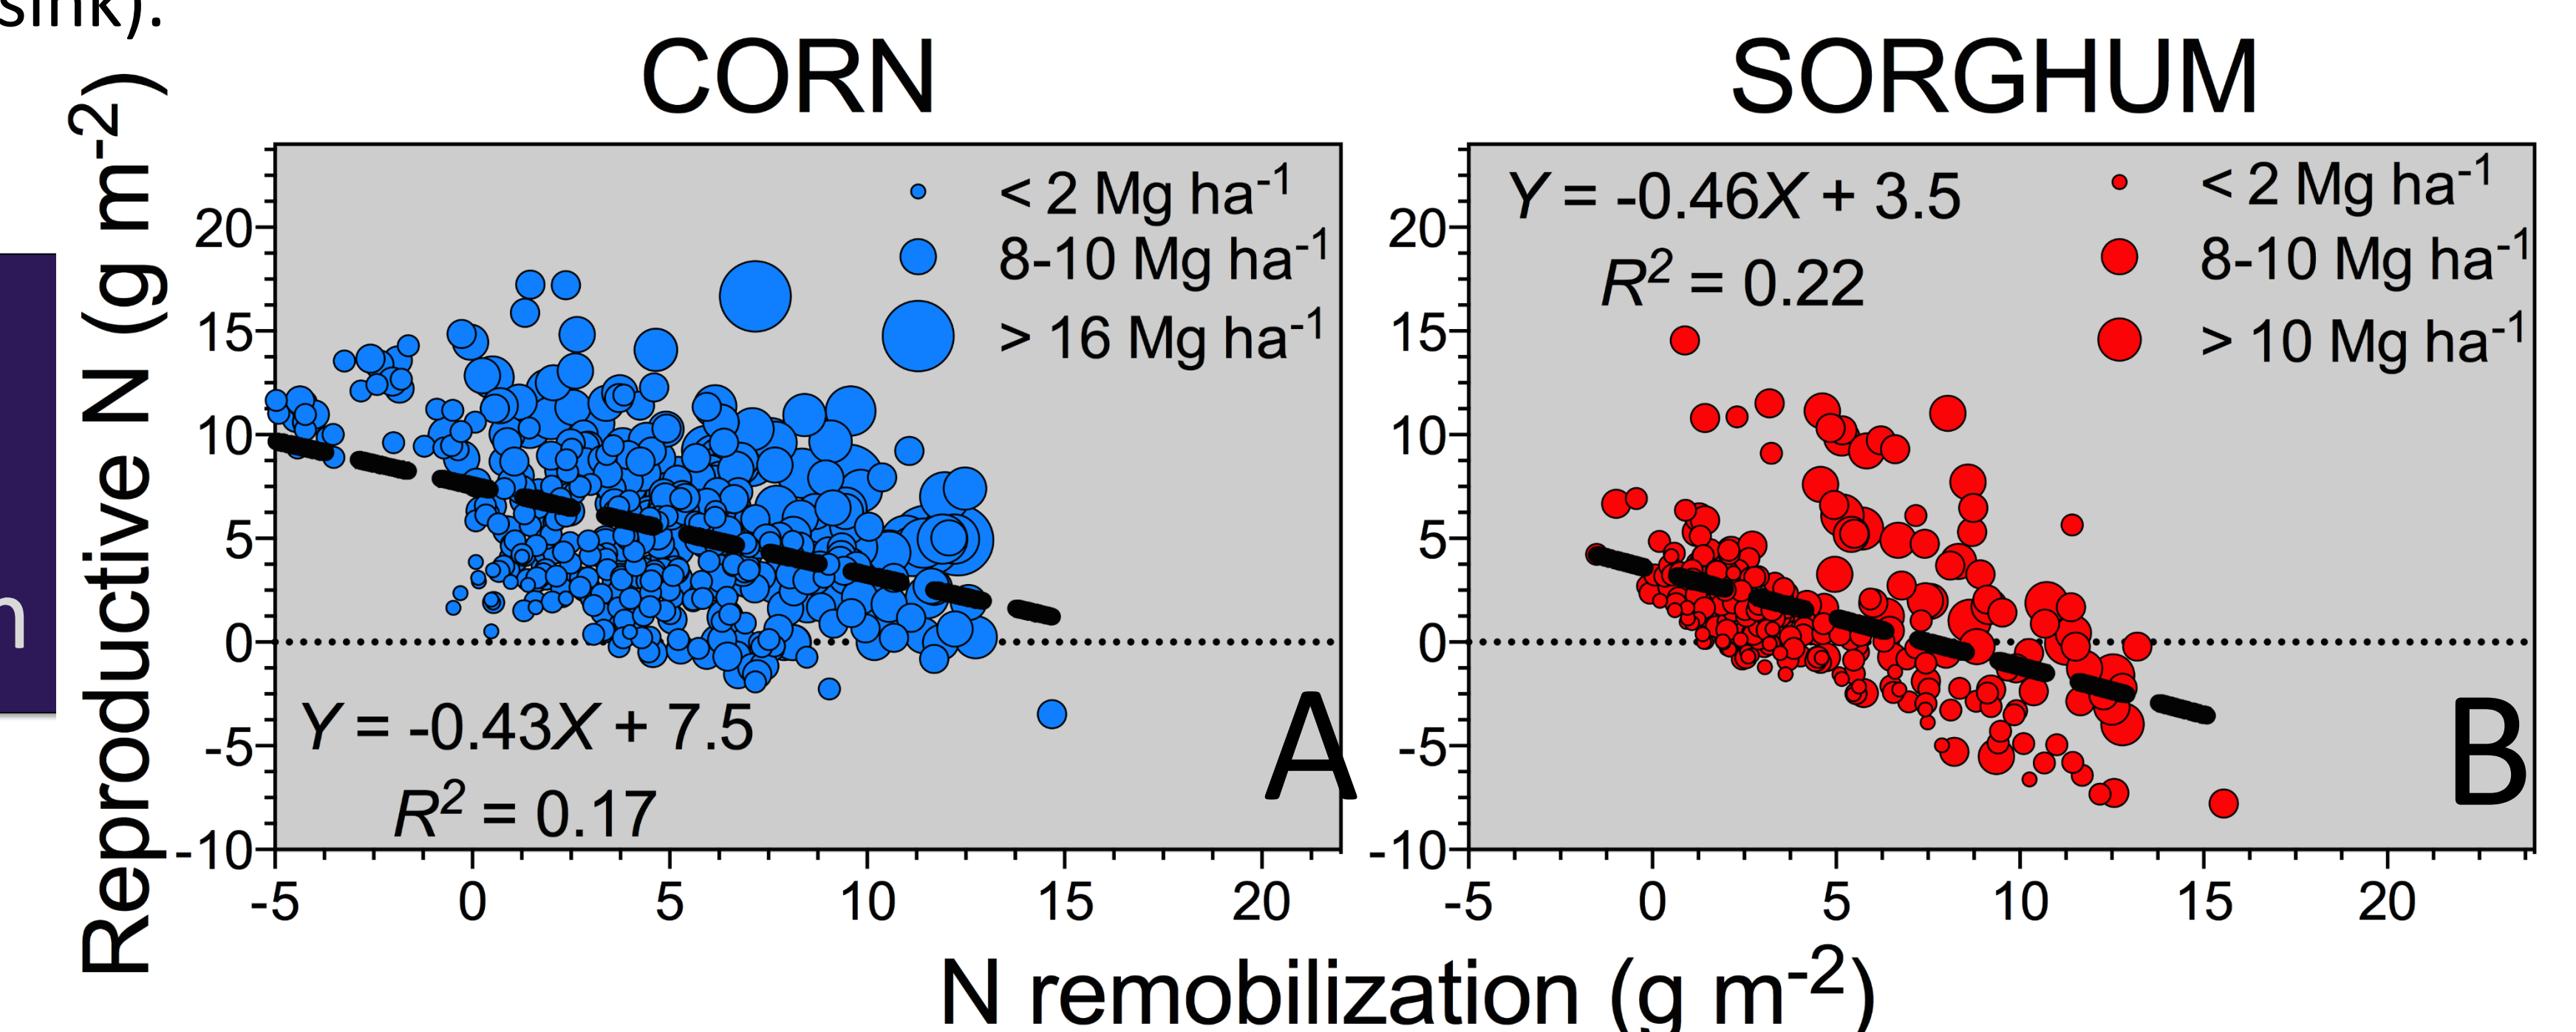 sink).
CORN
SORGHUM
Reproductive N (g m-2)
< 2 Mg ha-1
8-10 Mg ha-1
> 16 Mg ha-1
20
15
10
5
0
-5
-10
Y = -0.43X + 7.5
R2 = 0.17
A
-5 0 5 10 15 20
Y = -0.46X + 3.5
R2 = 0.22
< 2 Mg ha-1
8-10 Mg ha-1
> 10 Mg ha-1
20
15
10
5
0
-5
-10
B
-5 0 5 10 15 20
N remobilization (g m-2)